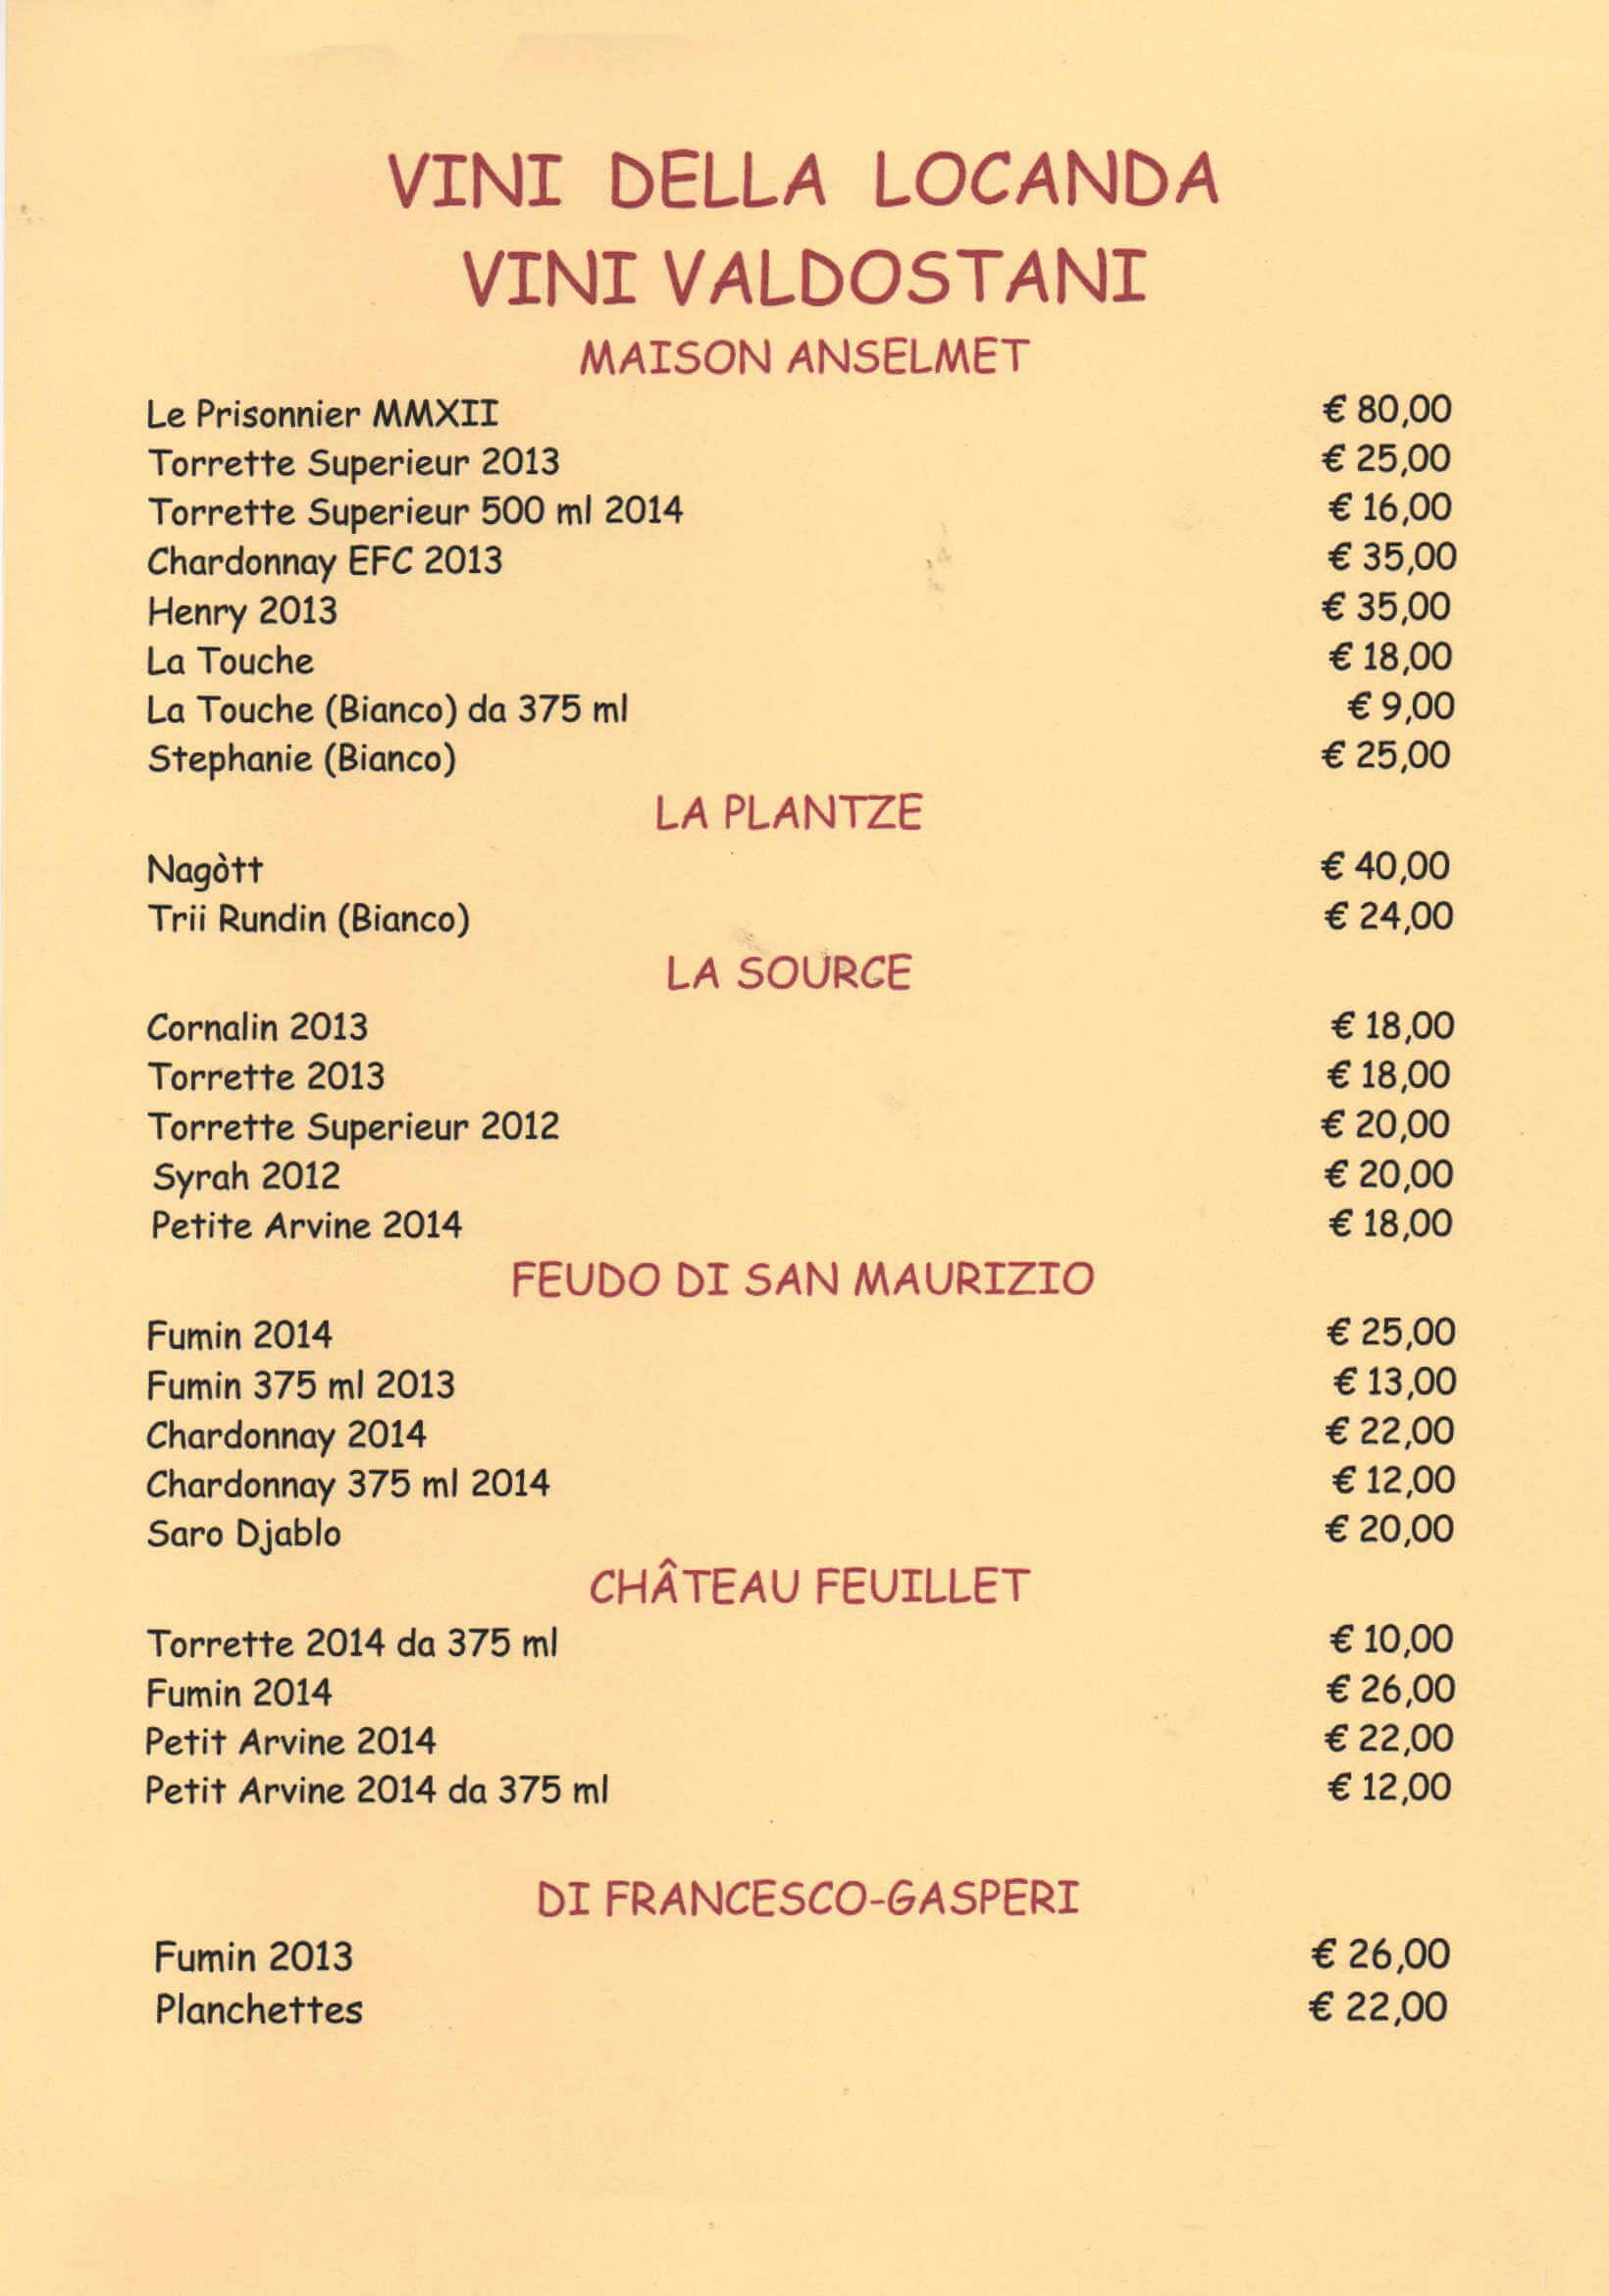 VINI DELLA LOCANDA
VINI VALDOSTANI
MAISON ANSELMET
Le Prisonnier MMXII € 80,00
Torrette Superieur 2013 € 25,00
Torrette Superieur 500 ml 2014 € 16,00
Chardonnay EFC 2013 € 35,00
Henry 2013 € 35,00
La Touche € 18,00
La Touche (Bianco) da 375 ml € 9,00
Stephanie (Bianco) € 25,00
LA PLANTZE
Nagòtt € 40,00
Trii Rundin (Bianco) € 24,00
LA SOURCE
Cornalin 2013 € 18,00
Torrette 2013 € 18,00
Torrette Superieur 2012 € 20,00
Syrah 2012 € 20,00
Petite Arvine 2014 € 18,00
FEUDO DI SAN MAURIZIO
Fumin 2014 € 25,00
Fumin 375 ml 2013 € 13,00
Chardonnay 2014 € 22,00
Chardonnay 375 ml 2014 € 12,00
Saro Djablo € 20,00
CHÂTEAU FEUILLET
Torrette 2014 da 375 ml € 10,00
Fumin 2014 € 26,00
Petit Arvine 2014 € 22,00
Petit Arvine 2014 da 375 ml € 12,00
DI FRANCESCO-GASPERI
Fumin 2013 € 26,00
Planchettes € 22,00